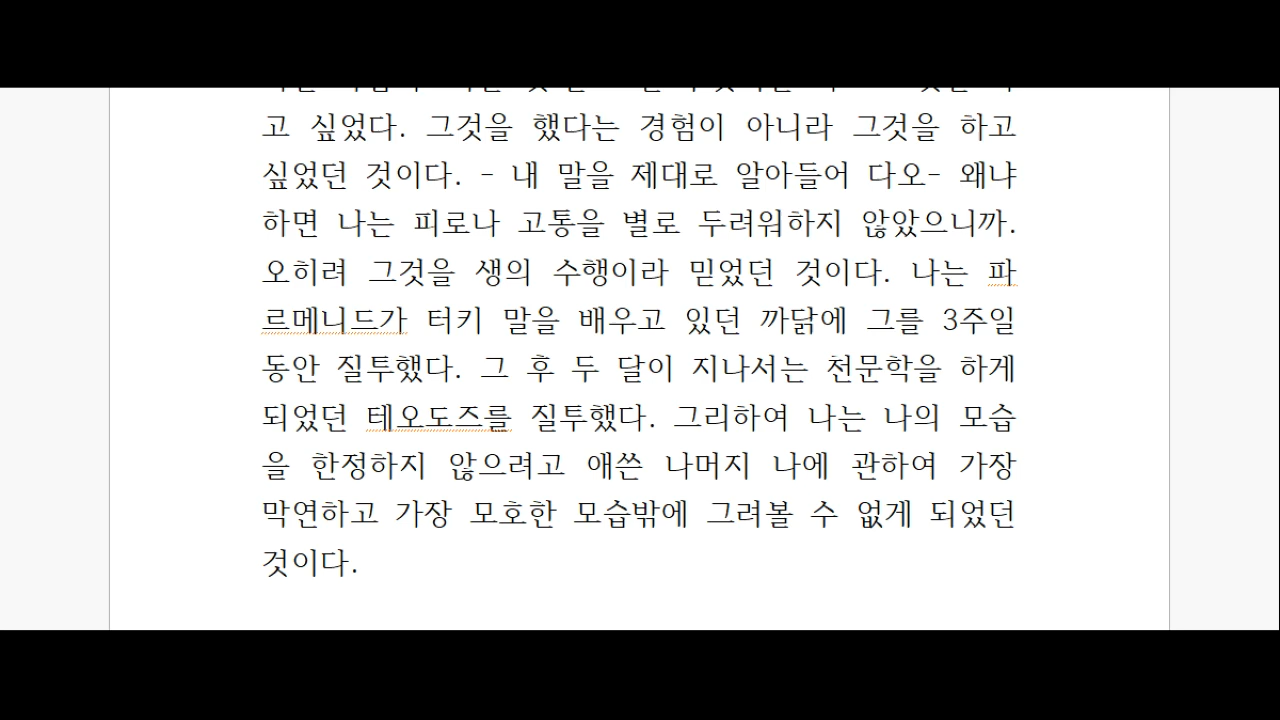 고 싶었다. 그것을 했다는 경험이 아니라 그것을 하고
싶었던 것이다. - 내 말을 제대로 알아들어 다오- 왜냐
하면 나는 피로나 고통을 별로 두려워하지 않았으니까.
오히려 그것을 생의 수행이라 믿었던 것이다. 나는 파
르메니드가 터키 말을 배우고 있던 까닭에 그를 3주일
동안 질투했다. 그 후 두 달이 지나서는 천문학을 하게
되었던 테오도즈를 질투했다. 그리하여 나는 나의 모습
을 한정하지 않으려고 애쓴 나머지 나에 관하여 가장
막연하고 가장 모호한 모습밖에 그려볼 수 없게 되었던
것이다.